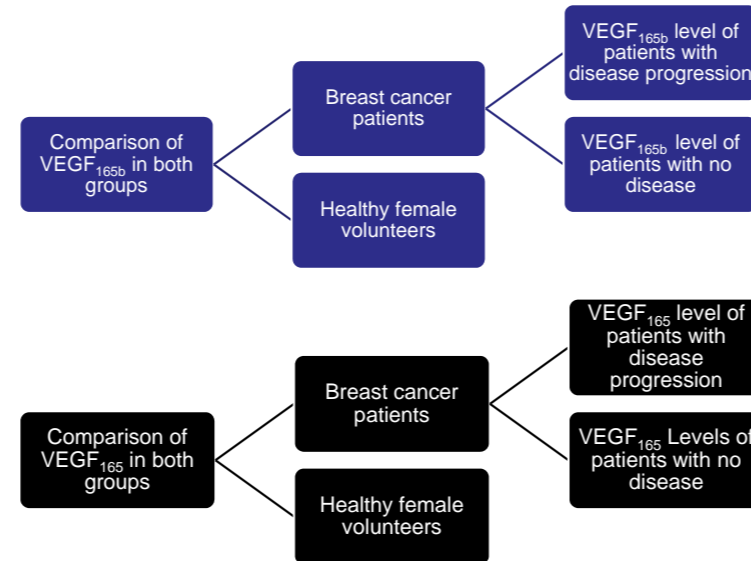 Comparison of
VEGF₁₆₅b in both
groups
Breast cancer
patients
Healthy female
volunteers
VEGF₁₆₅b level of
patients with
disease progression
VEGF₁₆₅b level of
patients with no
disease
Comparison of
VEGF₁₆₅ in both
groups
Breast cancer
patients
Healthy female
volunteers
VEGF₁₆₅ level of
patients with
disease
progression
VEGF₁₆₅ Levels of
patients with no
disease